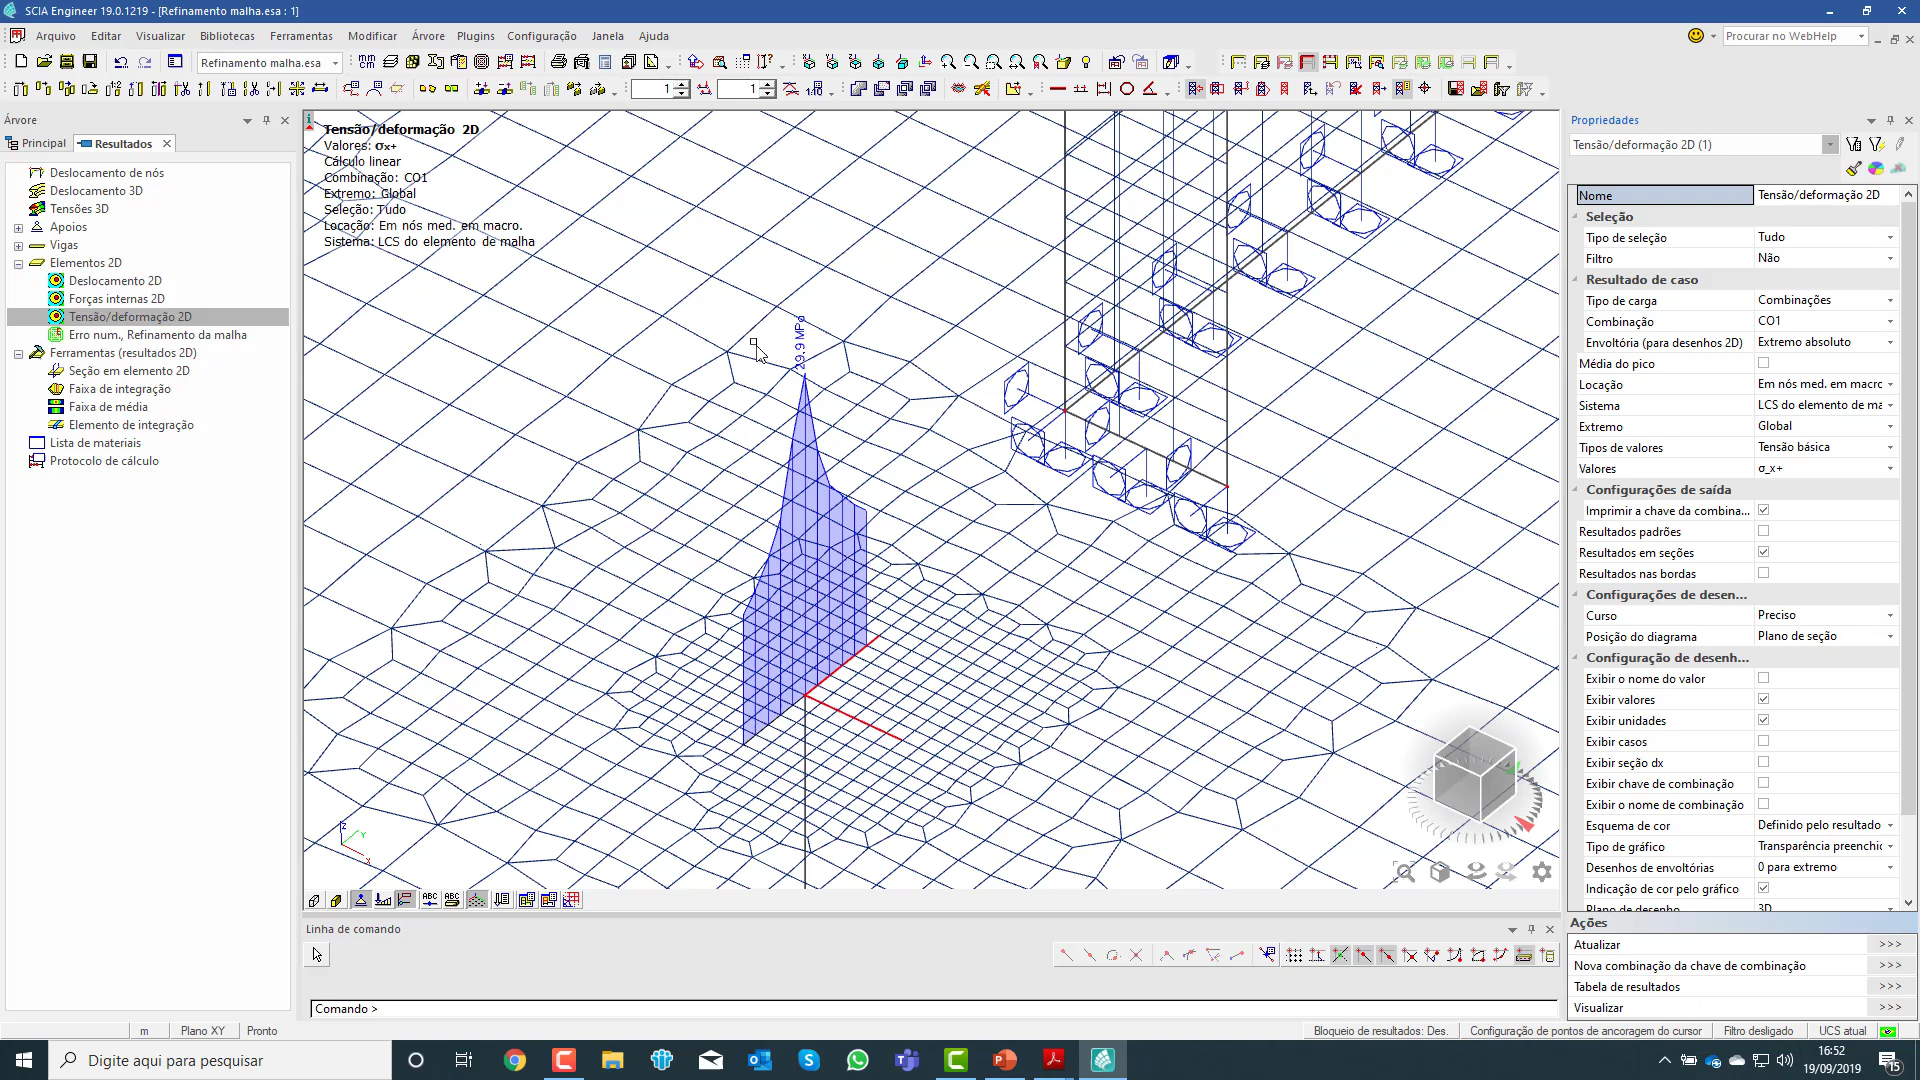 SCIA Engineer 19.0.1219 - [Refinamento malha.esa : 1]
Arquivo Editar Visualizar Bibliotecas Ferramentas Modificar Árvore Plugins Configuração Janela Ajuda
Procurar no WebHelp
Refinamento malha.esa
1 1
Árvore
Principal Resultados
Deslocamento de nós
Deslocamento 3D
Tensões 3D
Apoios
Vigas
Elementos 2D
Deslocamento 2D
Forças internas 2D
Tensão/deformação 2D
Erro num., Refinamento da malha
Ferramentas (resultados 2D)
Seção em elemento 2D
Faixa de integração
Faixa de média
Elemento de integração
Lista de materiais
Protocolo de cálculo
Tensão/deformação 2D
Valores: σx+
Cálculo linear
Combinação: CO1
Extremo: Global
Seleção: Tudo
Locação: Em nós med. em macro.
Sistema: LCS do elemento de malha
Z Y X
Propriedades
Tensão/deformação 2D (1)
Nome Tensão/deformação 2D
Seleção
Tipo de seleção Tudo
Filtro Não
Resultado de caso
Tipo de carga Combinações
Combinação CO1
Envoltória (para desenhos 2D) Extremo absoluto
Média do pico
Locação Em nós med. em macrc
Sistema LCS do elemento de ma
Extremo Global
Tipos de valores Tensão básica
Valores σ_x+
Configurações de saída
Imprimir a chave da combina...
Resultados padrões
Resultados em seções
Resultados nas bordas
Configurações de desen...
Curso Preciso
Posição do diagrama Plano de seção
Configuração de desenh...
Exibir o nome do valor
Exibir valores
Exibir unidades
Exibir casos
Exibir seção dx
Exibir chave de combinação
Exibir o nome de combinação
Esquema de cor Definido pelo resultado
Tipo de gráfico Transparência preenchic
Desenhos de envoltórias 0 para extremo
Indicação de cor pelo gráfico
Plano de desenho 3D
Ações
Atualizar >>>
Nova combinação da chave de combinação >>>
Tabela de resultados >>>
Visualizar >>>
Linha de comando
Comando >
m Plano XY Pronto
Bloqueio de resultados: Des. Configuração de pontos de ancoragem do cursor Filtro desligado UCS atual
Digite aqui para pesquisar
16:52
19/09/2019
15